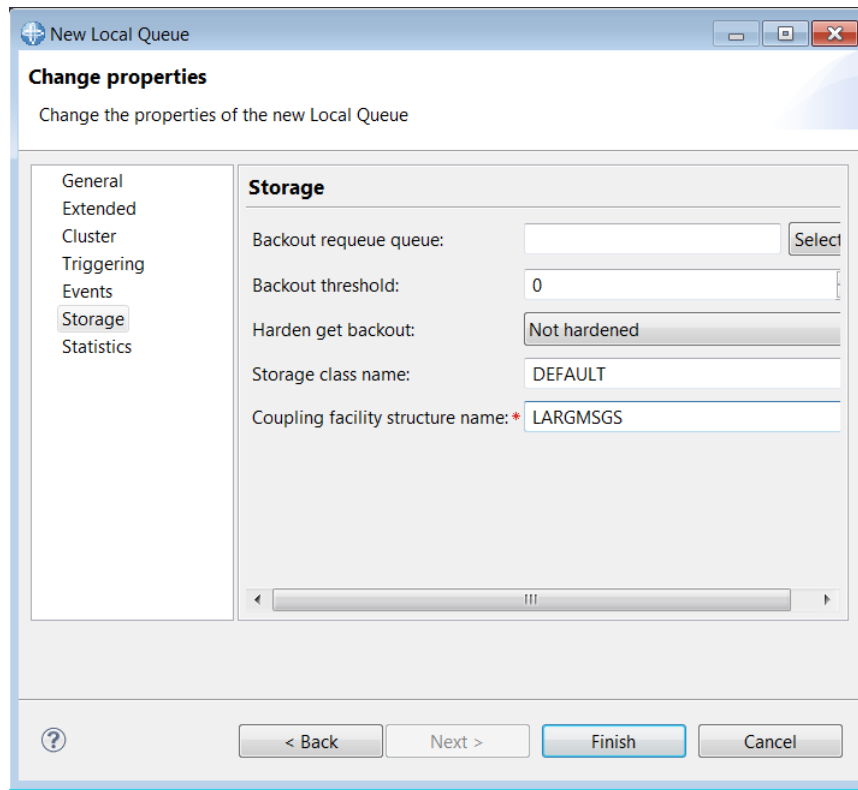 New Local Queue
Change properties
Change the properties of the new Local Queue
General
Extended
Cluster
Triggering
Events
Storage
Statistics
Storage
Backout requeue queue: Select
Backout threshold: 0
Harden get backout: Not hardened
Storage class name: DEFAULT
Coupling facility structure name: * LARGMSGS
? < Back Next > Finish Cancel